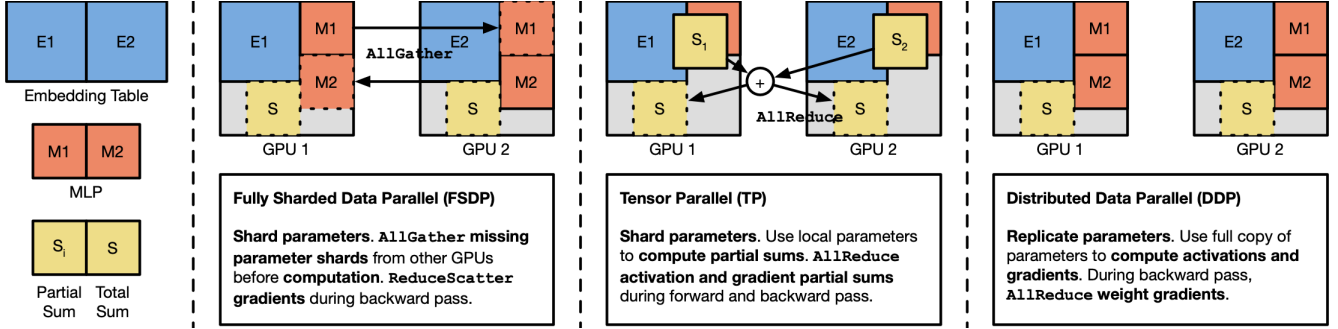 E1 E2
Embedding Table
M1 M2
MLP
Si S
Partial Total
Sum Sum
E1 M1
M2
S
GPU 1
AllGather
E2 M1
M2
S
GPU 2
Fully Sharded Data Parallel (FSDP)
Shard parameters. AllGather missing
parameter shards from other GPUs
before computation. ReduceScatter
gradients during backward pass.
E1 S1
S
GPU 1
+
AllReduce
E2 S2
S
GPU 2
Tensor Parallel (TP)
Shard parameters. Use local parameters
to compute partial sums. AllReduce
activation and gradient partial sums
during forward and backward pass.
E1 M1
M2
S
GPU 1
E2 M1
M2
S
GPU 2
Distributed Data Parallel (DDP)
Replicate parameters. Use full copy of
parameters to compute activations and
gradients. During backward pass,
AllReduce weight gradients.